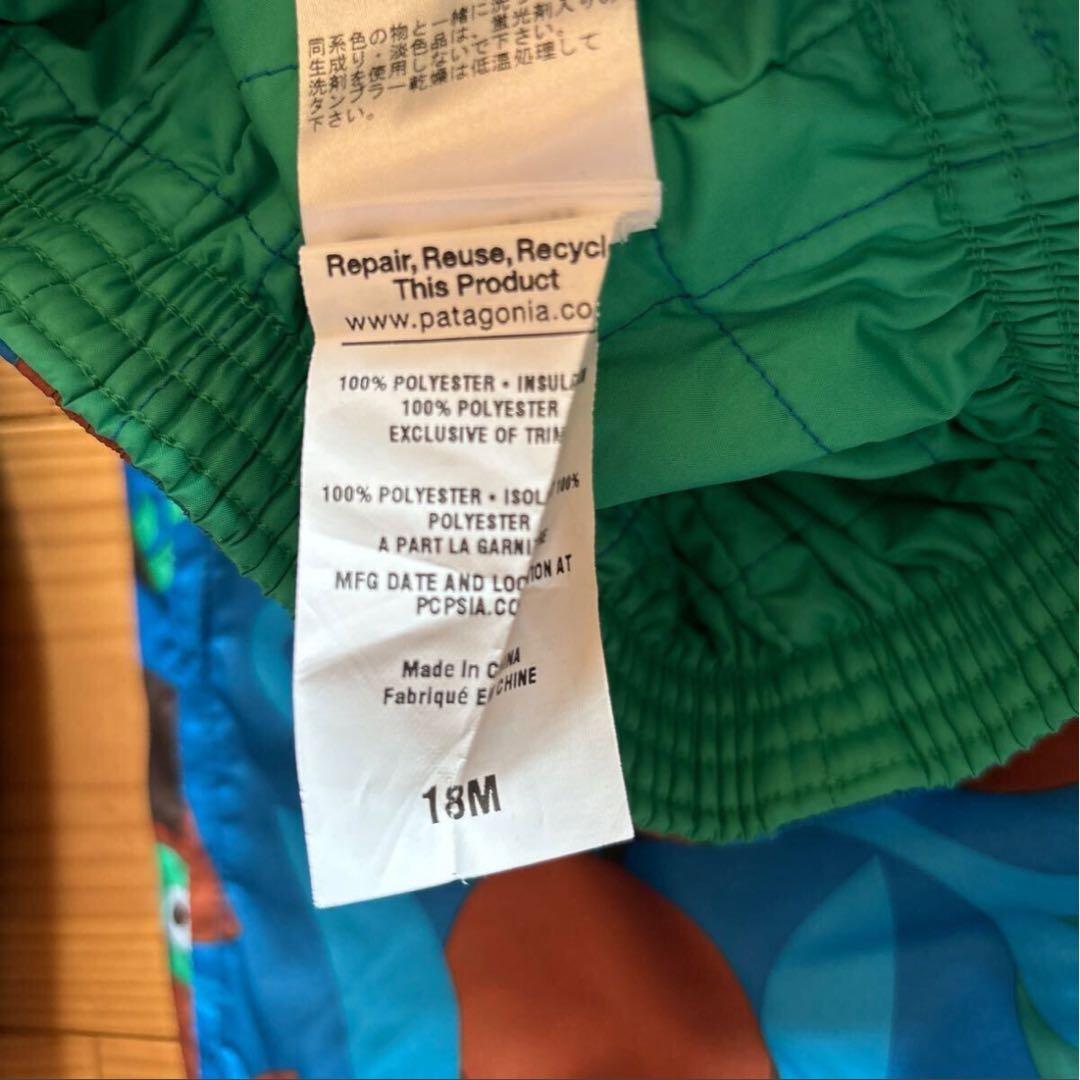 同系色の物と一緒に洗
生成り・淡色品は、蛍光剤入りの
洗剤を使用しないで下さい。
タンブラー乾燥は低温処理して
下さい。
Repair, Reuse, Recycl
This Product
www.patagonia.co
100% POLYESTER • INSUL
100% POLYESTER
EXCLUSIVE OF TRIM
100% POLYESTER • ISOL 100%
POLYESTER
A PART LA GARNI
MFG DATE AND LOCATION AT
PCPSIA.CO
Made In CHINA
Fabriqué EN CHINE
18M